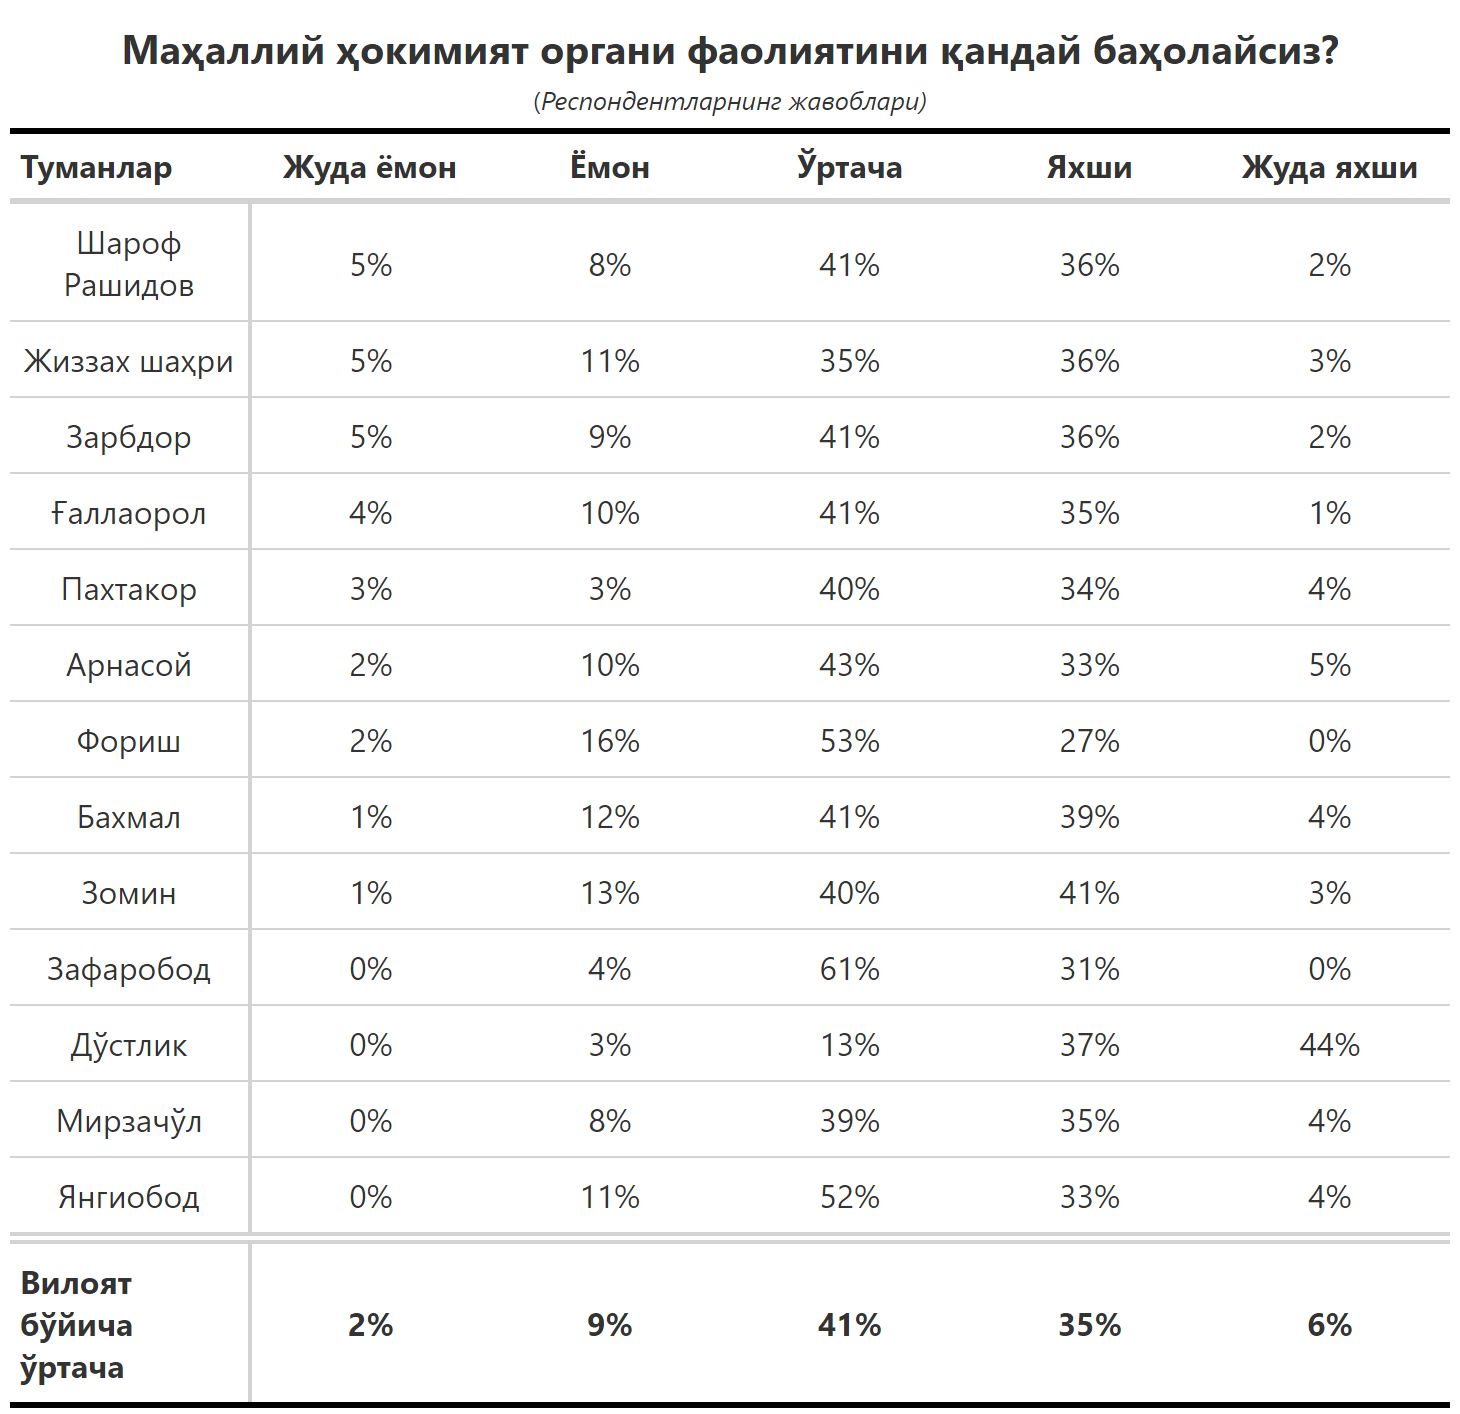 Маҳаллий ҳокимият органи фаолиятини қандай баҳолайсиз?
(Респондентларнинг жавоблари)
Туманлар Жуда ёмон Ёмон Ўртача Яхши Жуда яхши
Шароф
Рашидов 5% 8% 41% 36% 2%
Жиззах шаҳри 5% 11% 35% 36% 3%
Зарбдор 5% 9% 41% 36% 2%
Ғаллаорол 4% 10% 41% 35% 1%
Пахтакор 3% 3% 40% 34% 4%
Арнасой 2% 10% 43% 33% 5%
Фориш 2% 16% 53% 27% 0%
Бахмал 1% 12% 41% 39% 4%
Зомин 1% 13% 40% 41% 3%
Зафаробод 0% 4% 61% 31% 0%
Дўстлик 0% 3% 13% 37% 44%
Мирзачўл 0% 8% 39% 35% 4%
Янгиобод 0% 11% 52% 33% 4%
Вилоят
бўйича 2% 9% 41% 35% 6%
ўртача